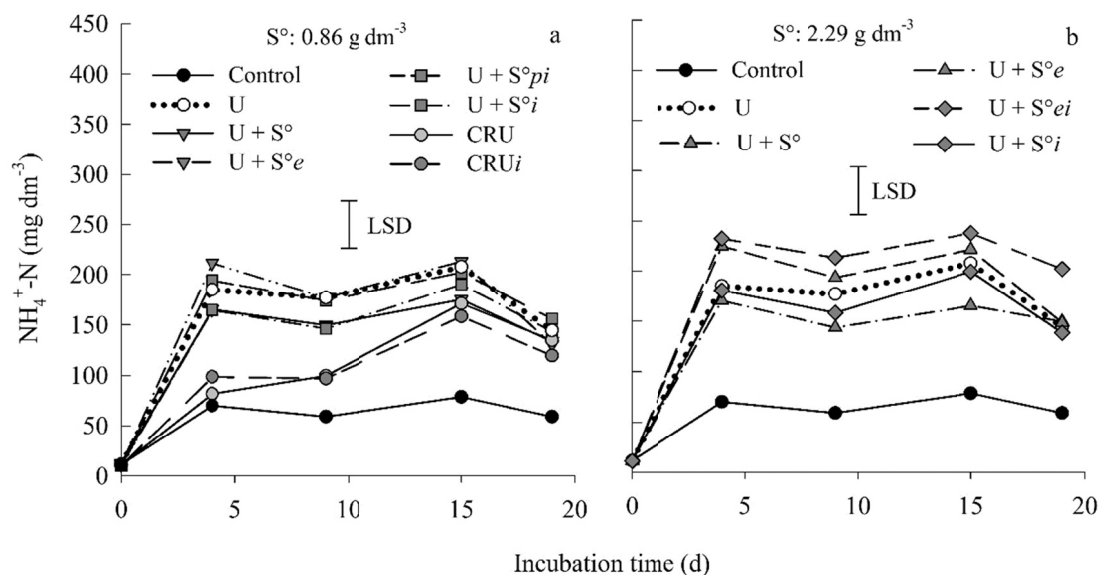 NH₄⁺-N (mg dm⁻³)
450
400
350
300
250
200
150
100
50
0
S°: 0.86 g dm⁻³
a
Control
U
U + S°
U + S°e
U + S°pi
U + S°i
CRU
CRUi
LSD
0
5
10
15
20
S°: 2.29 g dm⁻³
b
Control
U
U + S°
U + S°e
U + S°ei
U + S°i
LSD
0
5
10
15
20
Incubation time (d)